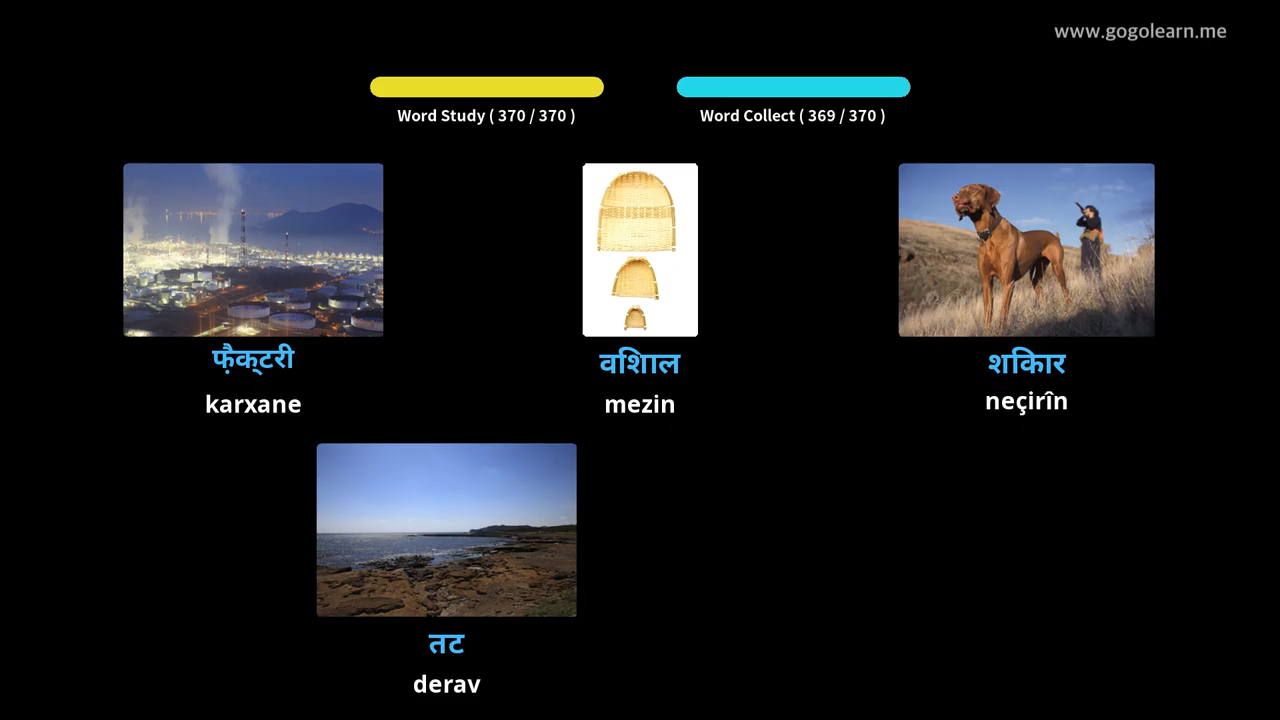 www.gogolearn.me
Word Study ( 370 / 370 )
Word Collect ( 369 / 370 )
फ़ैक्टरी
विशाल
शिकार
karxane
mezin
neçirîn
तट
derav